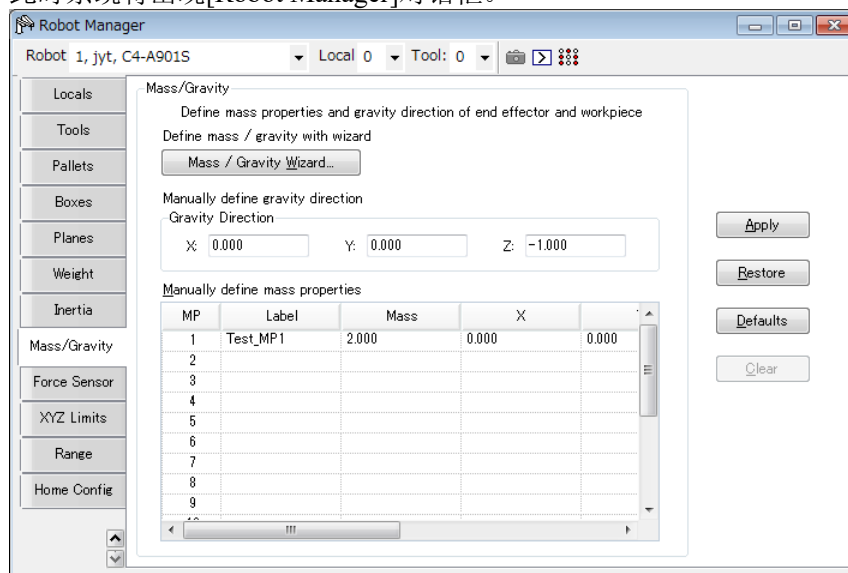 此时系统将出现[Robot Manager]对话框。
Robot Manager
Robot 1, jyt, C4-A901S Local 0 Tool: 0
Locals
Tools
Pallets
Boxes
Planes
Weight
Inertia
Mass/Gravity
Force Sensor
XYZ Limits
Range
Home Config
Mass/Gravity
Define mass properties and gravity direction of end effector and workpiece
Define mass / gravity with wizard
Mass / Gravity Wizard...
Manually define gravity direction
Gravity Direction
X: 0.000 Y: 0.000 Z: -1.000
Manually define mass properties
MP Label Mass X
1 Test_MP1 2.000 0.000 0.000
2
3
4
5
6
7
8
9
Apply
Restore
Defaults
Clear